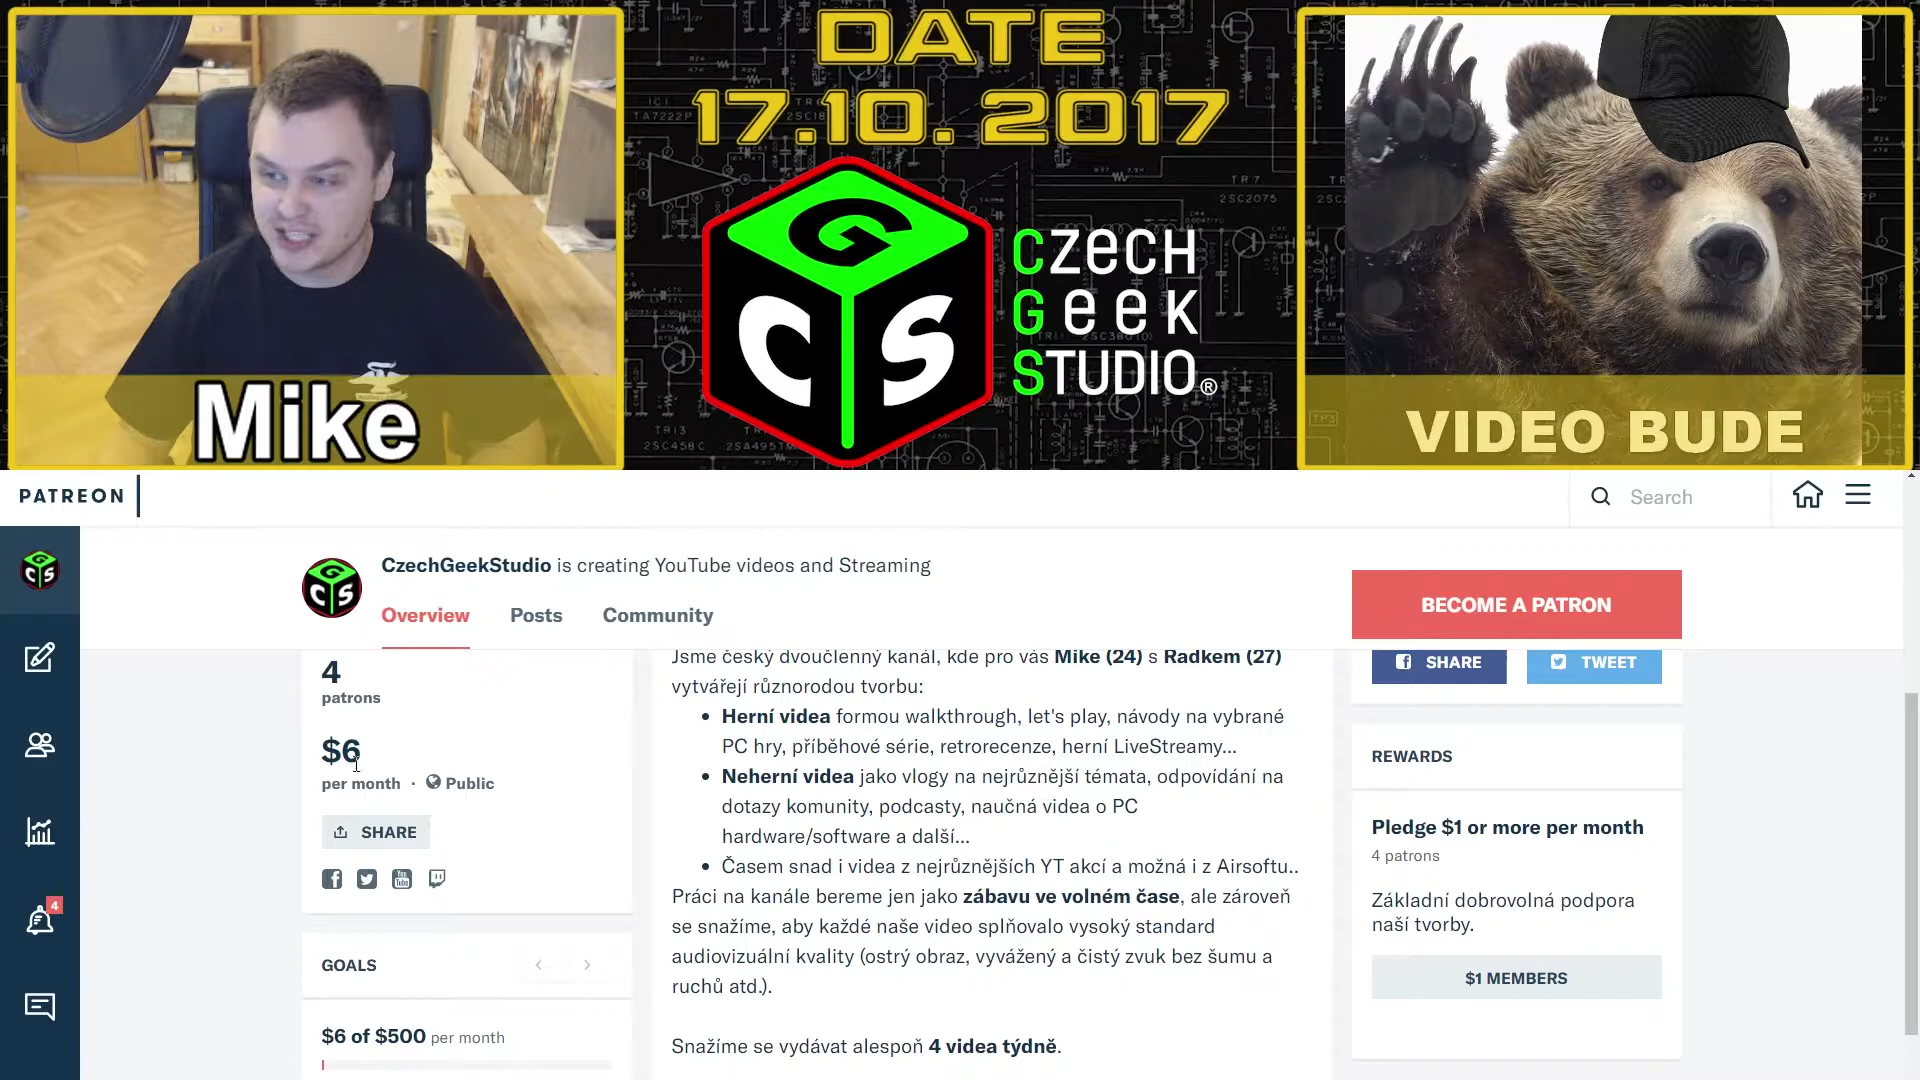 DATE
17.10.2017
G
C S
CZECH
GEEK
STUDIO®
Mike
VIDEO BUDE
PATREON
Search
CzechGeekStudio is creating YouTube videos and Streaming
BECOME A PATRON
Overview Posts Community
4
patrons
$6
per month · Public
SHARE
GOALS
$6 of $500 per month
Jsme český dvoučlenný kanál, kde pro vás Mike (24) s Radkem (27)
vytvářejí různorodou tvorbu:
• Herní videa formou walkthrough, let's play, návody na vybrané
PC hry, příběhové série, retrorecenze, herní LiveStreamy...
• Neherní videa jako vlogy na nejrůznější témata, odpovídání na
dotazy komunity, podcasty, naučná videa o PC
hardware/software a další...
• Časem snad i videa z nejrůznějších YT akcí a možná i z Airsoftu..
Práci na kanále bereme jen jako zábavu ve volném čase, ale zároveň
se snažíme, aby každé naše video splňovalo vysoký standard
audiovizuální kvality (ostrý obraz, vyvážený a čistý zvuk bez šumu a
ruchů atd.).
Snažíme se vydávat alespoň 4 videa týdně.
SHARE TWEET
REWARDS
Pledge $1 or more per month
4 patrons
Základní dobrovolná podpora
naší tvorby.
$1 MEMBERS
4